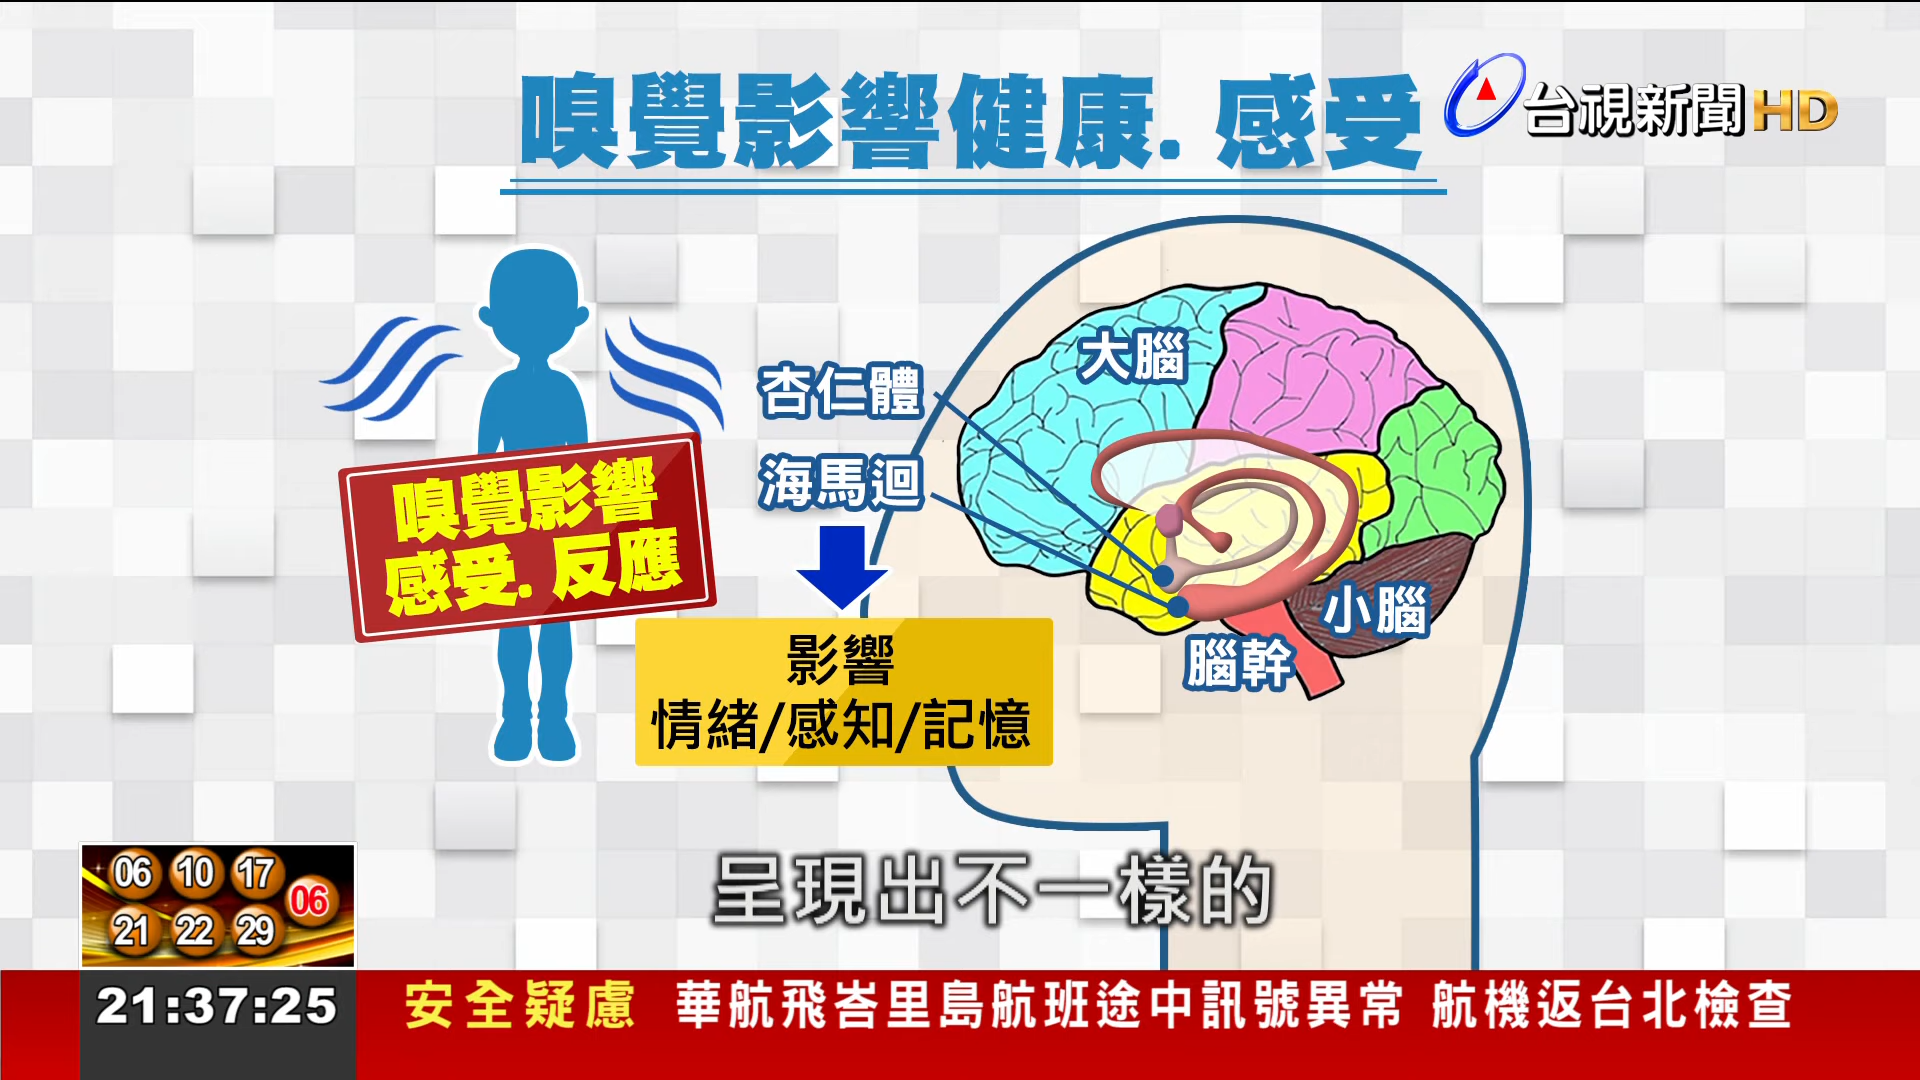 嗅覺影響健康.感受
台視新聞HD
大腦
杏仁體
海馬迴
嗅覺影響
感受.反應
小腦
腦幹
影響
情緒/感知/記憶
呈現出不一樣的
06 10 17
06
21 22 29
21:37:25
安全疑慮 華航飛峇里島航班途中訊號異常 航機返台北檢查